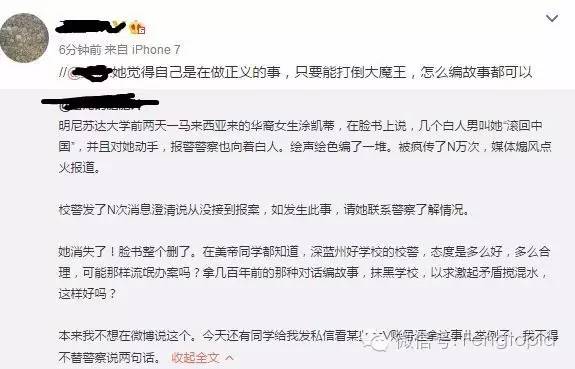 6分钟前 来自 iPhone 7
她觉得自己是在做正义的事，只要能打倒大魔王，怎么编故事都可以
明尼苏达大学前两天一马来西亚来的华裔女生涂凯蒂，在脸书上说，几个白人男叫她“滚回中
国”，并且对她动手，报警警察也向着白人。绘声绘色编了一堆。被疯传了N万次，媒体煽风点
火报道。
校警发了N次消息澄清说从没接到报案，如发生此事，请她联系警察了解情况。
她消失了！脸书整个删了。在美帝同学都知道，深蓝州好学校的校警，态度是多么好，多么合
理，可能那样流氓办案吗？拿几百年前的那种对话编故事，抹黑学校，以求激起矛盾搅混水，
这样好吗？
本来我不想在微博说这个。今天还有同学给我发私信看某 V账号还拿这事儿举例子，我不得
不替警察说两句话。 收起全文
微信号